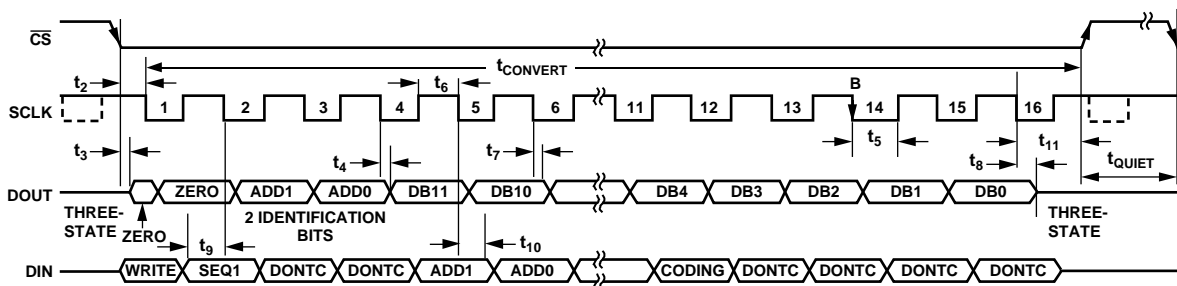 CS
tCONVERT
t2
t6
B
SCLK
1 2 3 4 5 6 11 12 13 14 15 16
t3
t4
t7
t5
t11
t8
tQUIET
DOUT
ZERO ADD1 ADD0 DB11 DB10 DB4 DB3 DB2 DB1 DB0
THREE-
STATE
ZERO
2 IDENTIFICATION
BITS
THREE-
STATE
t9
t10
DIN
WRITE SEQ1 DONTC DONTC ADD1 ADD0 CODING DONTC DONTC DONTC DONTC